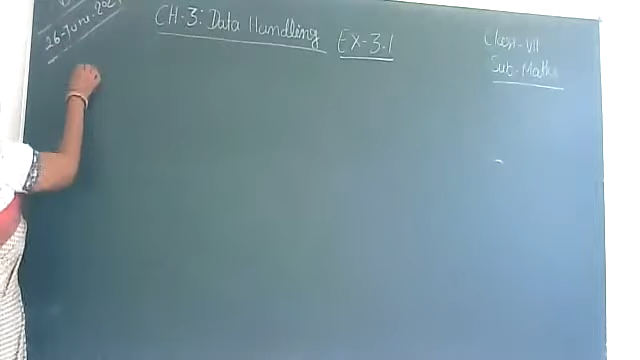 26-June-202
CH-3: Data Handling
EX-3.1
Class-VII
Sub-Maths